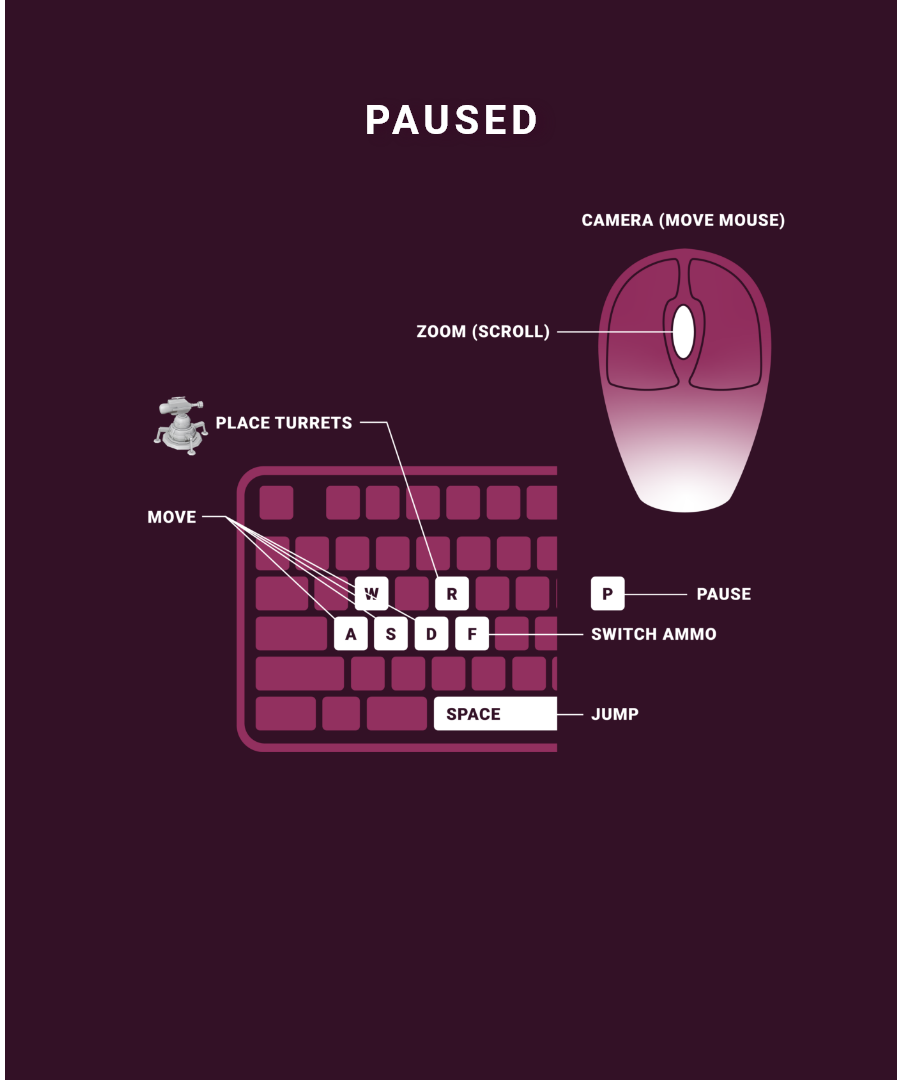 PAUSED
CAMERA (MOVE MOUSE)
ZOOM (SCROLL)
PLACE TURRETS
MOVE
W
R
P
PAUSE
A
S
D
F
SWITCH AMMO
SPACE
JUMP